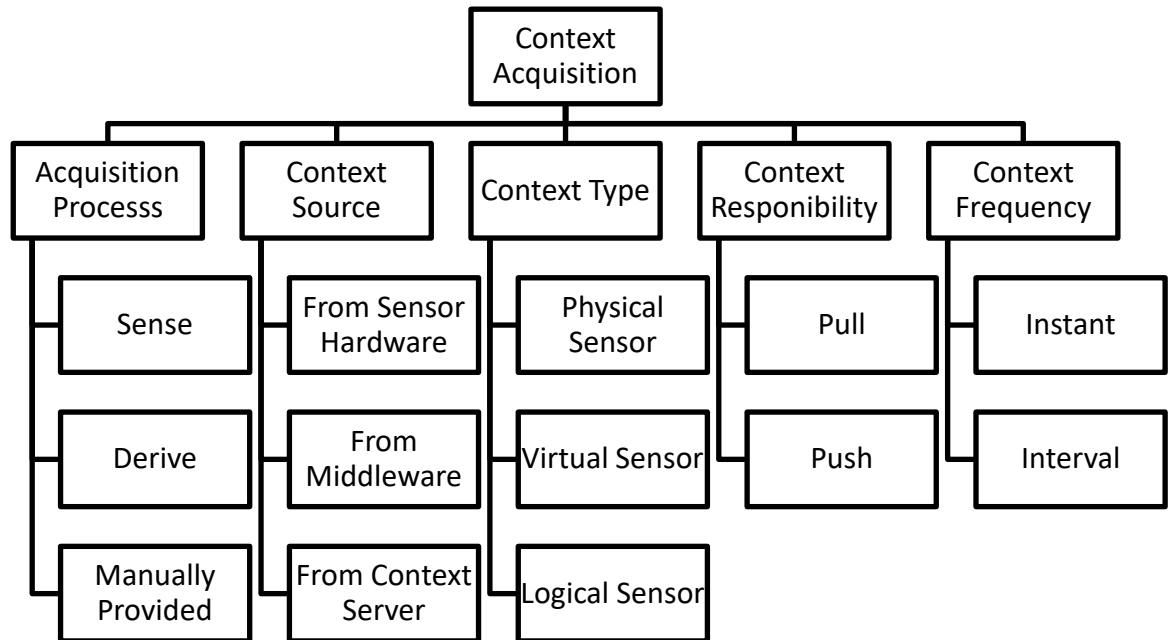 Context
Acquisition
Acquisition
Processs
Context
Source
Context Type
Context
Responibility
Context
Frequency
Sense
From Sensor
Hardware
Physical
Sensor
Pull
Instant
Derive
From
Middleware
Virtual Sensor
Push
Interval
Manually
Provided
From Context
Server
Logical Sensor